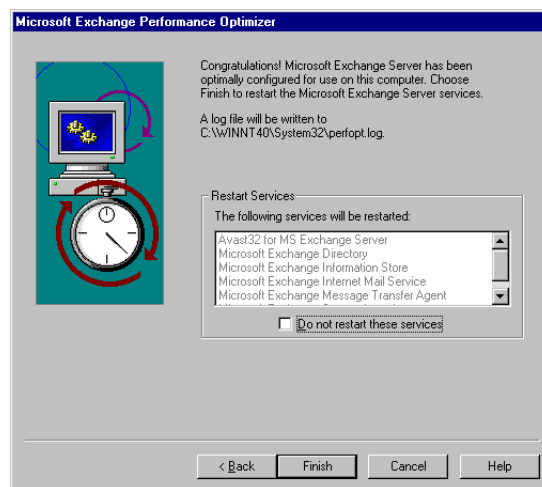 Microsoft Exchange Performance Optimizer
Congratulations! Microsoft Exchange Server has been
optimally configured for use on this computer. Choose
Finish to restart the Microsoft Exchange Server services.
A log file will be written to
C:\WINNT40\System32\perfopt.log.
Restart Services
The following services will be restarted:
Avast32 for MS Exchange Server
Microsoft Exchange Directory
Microsoft Exchange Information Store
Microsoft Exchange Internet Mail Service
Microsoft Exchange Message Transfer Agent
Do not restart these services
< Back
Finish
Cancel
Help